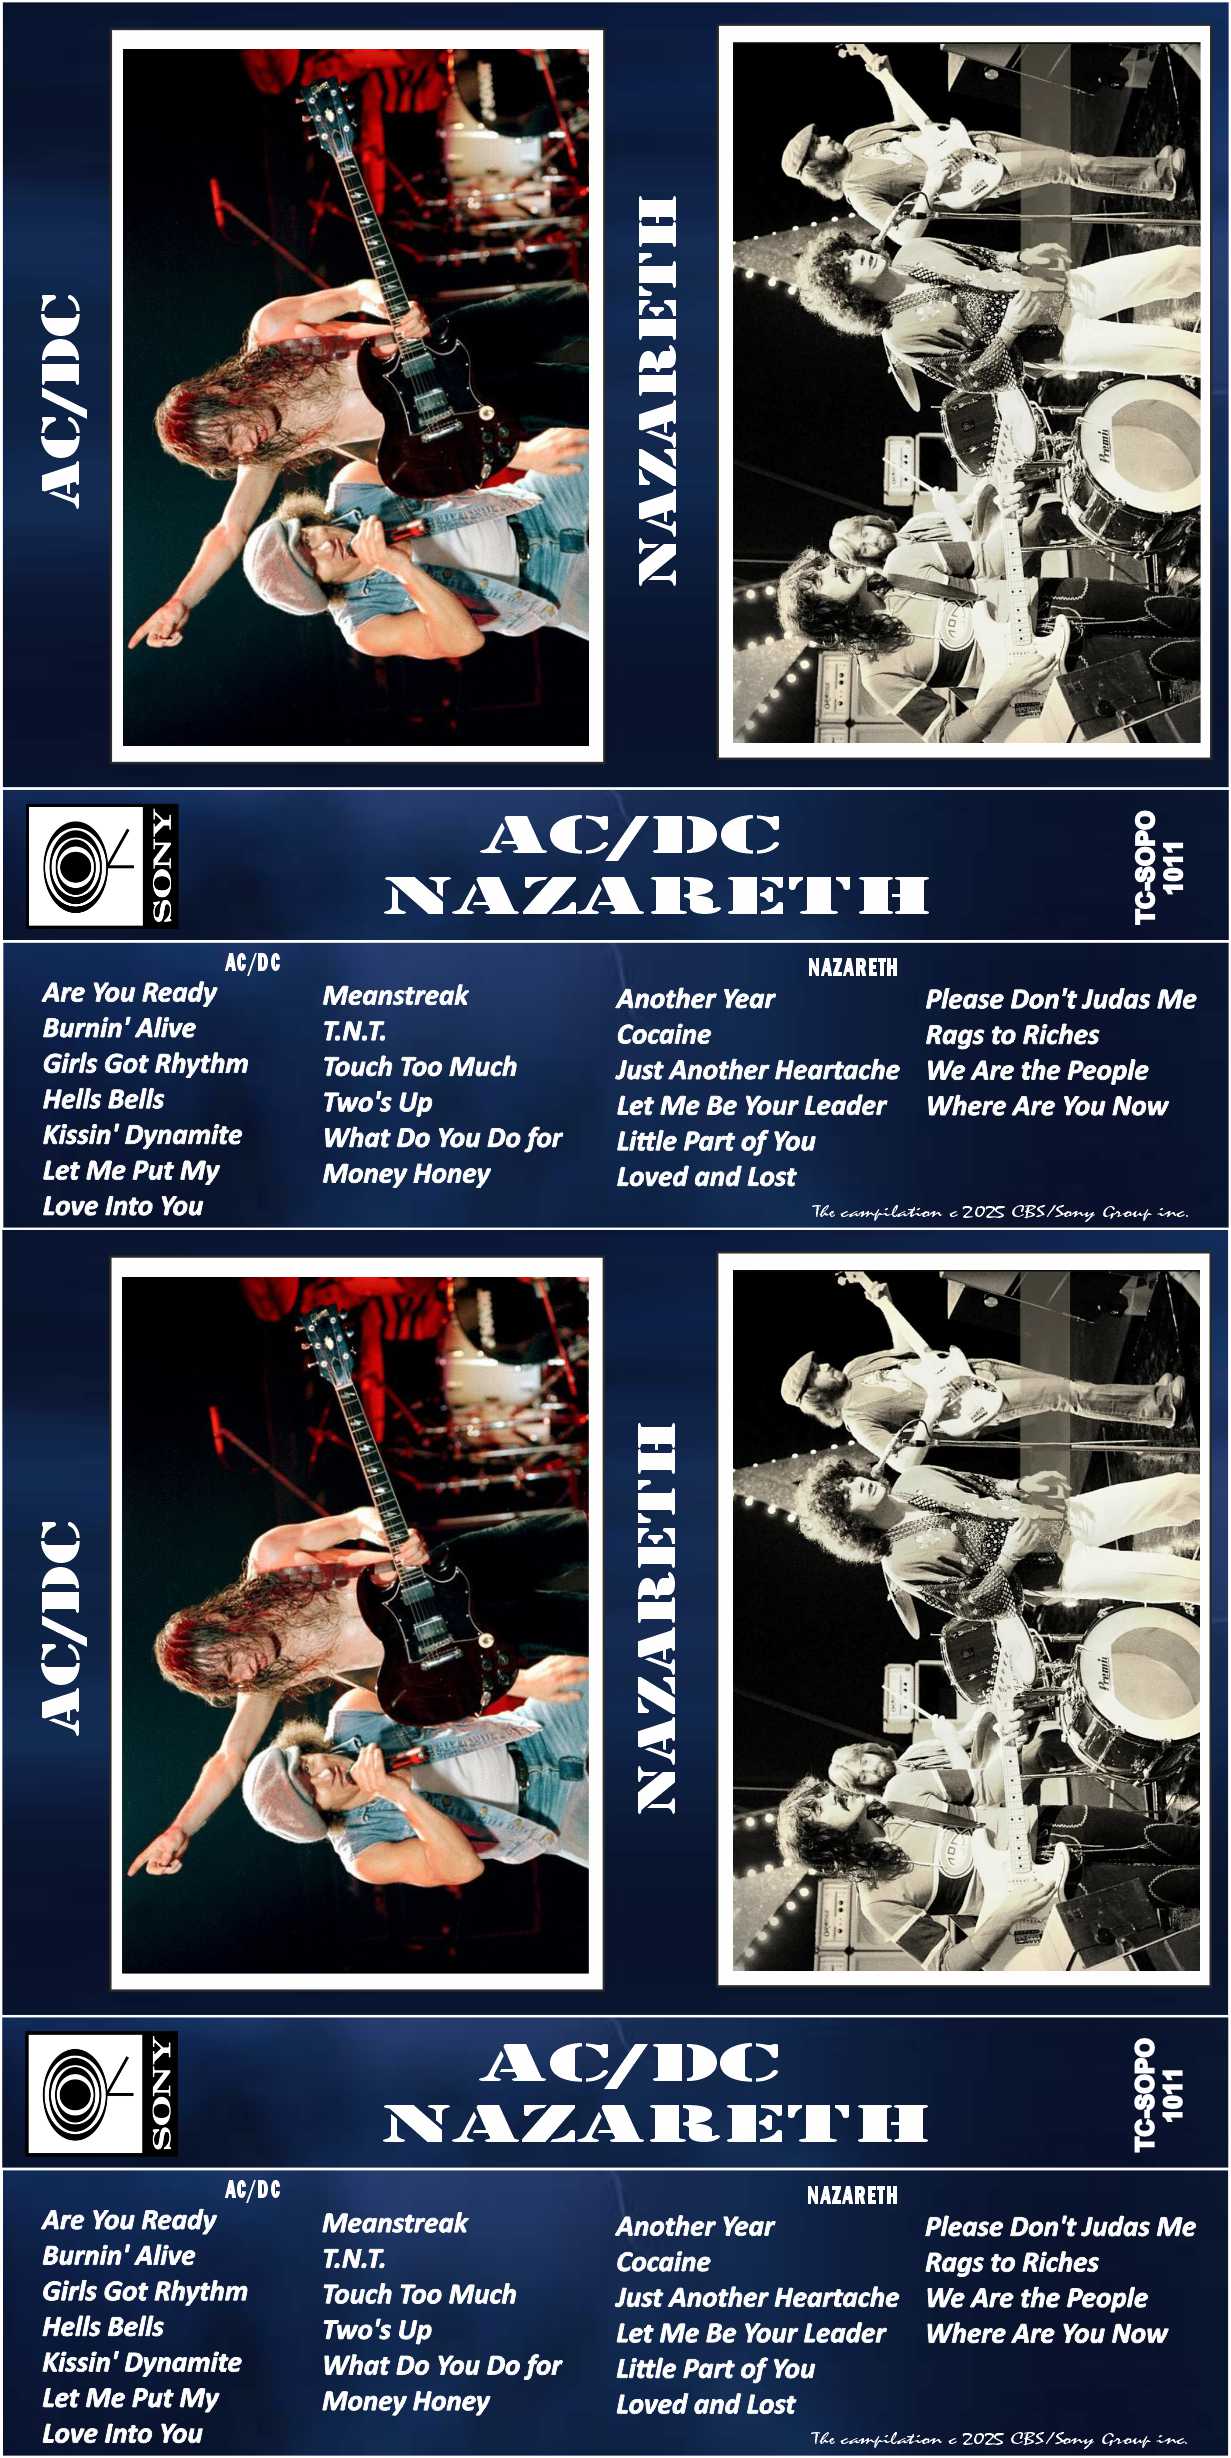 AC/DC
NAZARETH
Premier
SONY
AC/DC
NAZARETH
TC-SOPO
1011
AC/DC
Are You Ready
Burnin' Alive
Girls Got Rhythm
Hells Bells
Kissin' Dynamite
Let Me Put My
Love Into You
Meanstreak
T.N.T.
Touch Too Much
Two's Up
What Do You Do for
Money Honey
NAZARETH
Another Year
Cocaine
Just Another Heartache
Let Me Be Your Leader
Little Part of You
Loved and Lost
Please Don't Judas Me
Rags to Riches
We Are the People
Where Are You Now
The campilation c 2025 CBS/Sony Group inc.
AC/DC
NAZARETH
Premier
SONY
AC/DC
NAZARETH
TC-SOPO
1011
AC/DC
Are You Ready
Burnin' Alive
Girls Got Rhythm
Hells Bells
Kissin' Dynamite
Let Me Put My
Love Into You
Meanstreak
T.N.T.
Touch Too Much
Two's Up
What Do You Do for
Money Honey
NAZARETH
Another Year
Cocaine
Just Another Heartache
Let Me Be Your Leader
Little Part of You
Loved and Lost
Please Don't Judas Me
Rags to Riches
We Are the People
Where Are You Now
The campilation c 2025 CBS/Sony Group inc.